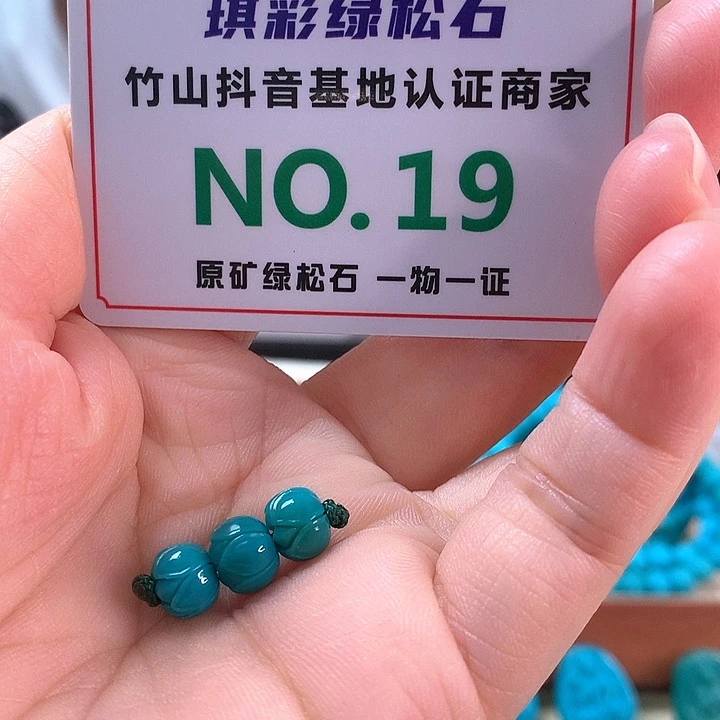 琪彩绿松石
竹山抖音基地认证商家
NO.19
原矿绿松石 一物一证